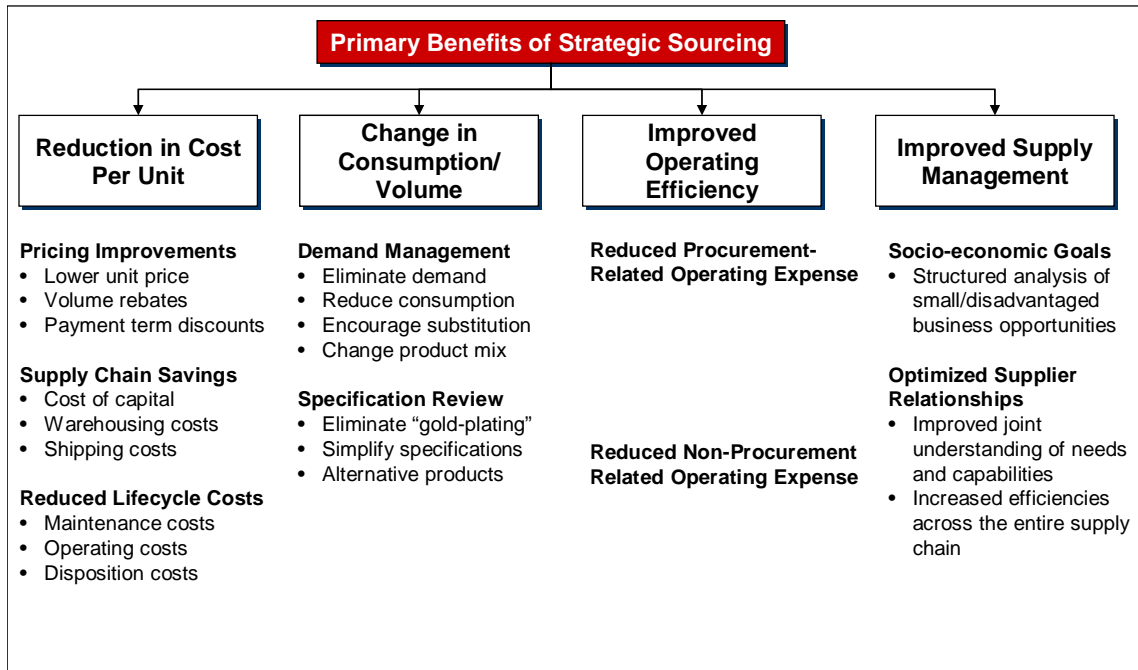 Primary Benefits of Strategic Sourcing
Reduction in Cost
Per Unit
Pricing Improvements
• Lower unit price
• Volume rebates
• Payment term discounts
Supply Chain Savings
• Cost of capital
• Warehousing costs
• Shipping costs
Reduced Lifecycle Costs
• Maintenance costs
• Operating costs
• Disposition costs
Change in
Consumption/
Volume
Demand Management
• Eliminate demand
• Reduce consumption
• Encourage substitution
• Change product mix
Specification Review
• Eliminate “gold-plating”
• Simplify specifications
• Alternative products
Improved
Operating
Efficiency
Reduced Procurement-
Related Operating Expense
Reduced Non-Procurement
Related Operating Expense
Improved Supply
Management
Socio-economic Goals
• Structured analysis of
small/disadvantaged
business opportunities
Optimized Supplier
Relationships
• Improved joint
understanding of needs
and capabilities
• Increased efficiencies
across the entire supply
chain